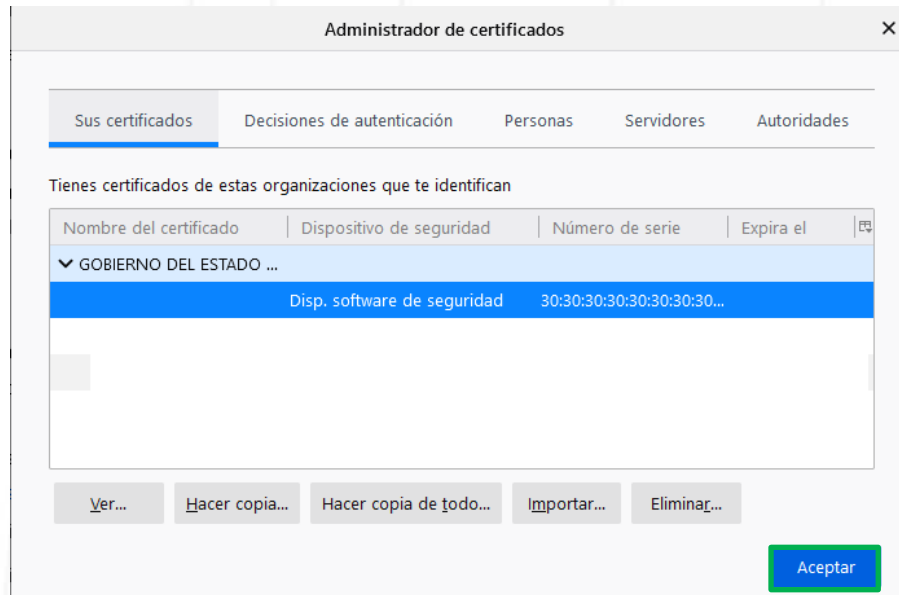 Administrador de certificados
Sus certificados Decisiones de autenticación Personas Servidores Autoridades
Tienes certificados de estas organizaciones que te identifican
Nombre del certificado Dispositivo de seguridad Número de serie Expira el
GOBIERNO DEL ESTADO ...
Disp. software de seguridad 30:30:30:30:30:30:30:30...
Ver... Hacer copia... Hacer copia de todo... Importar... Eliminar...
Aceptar